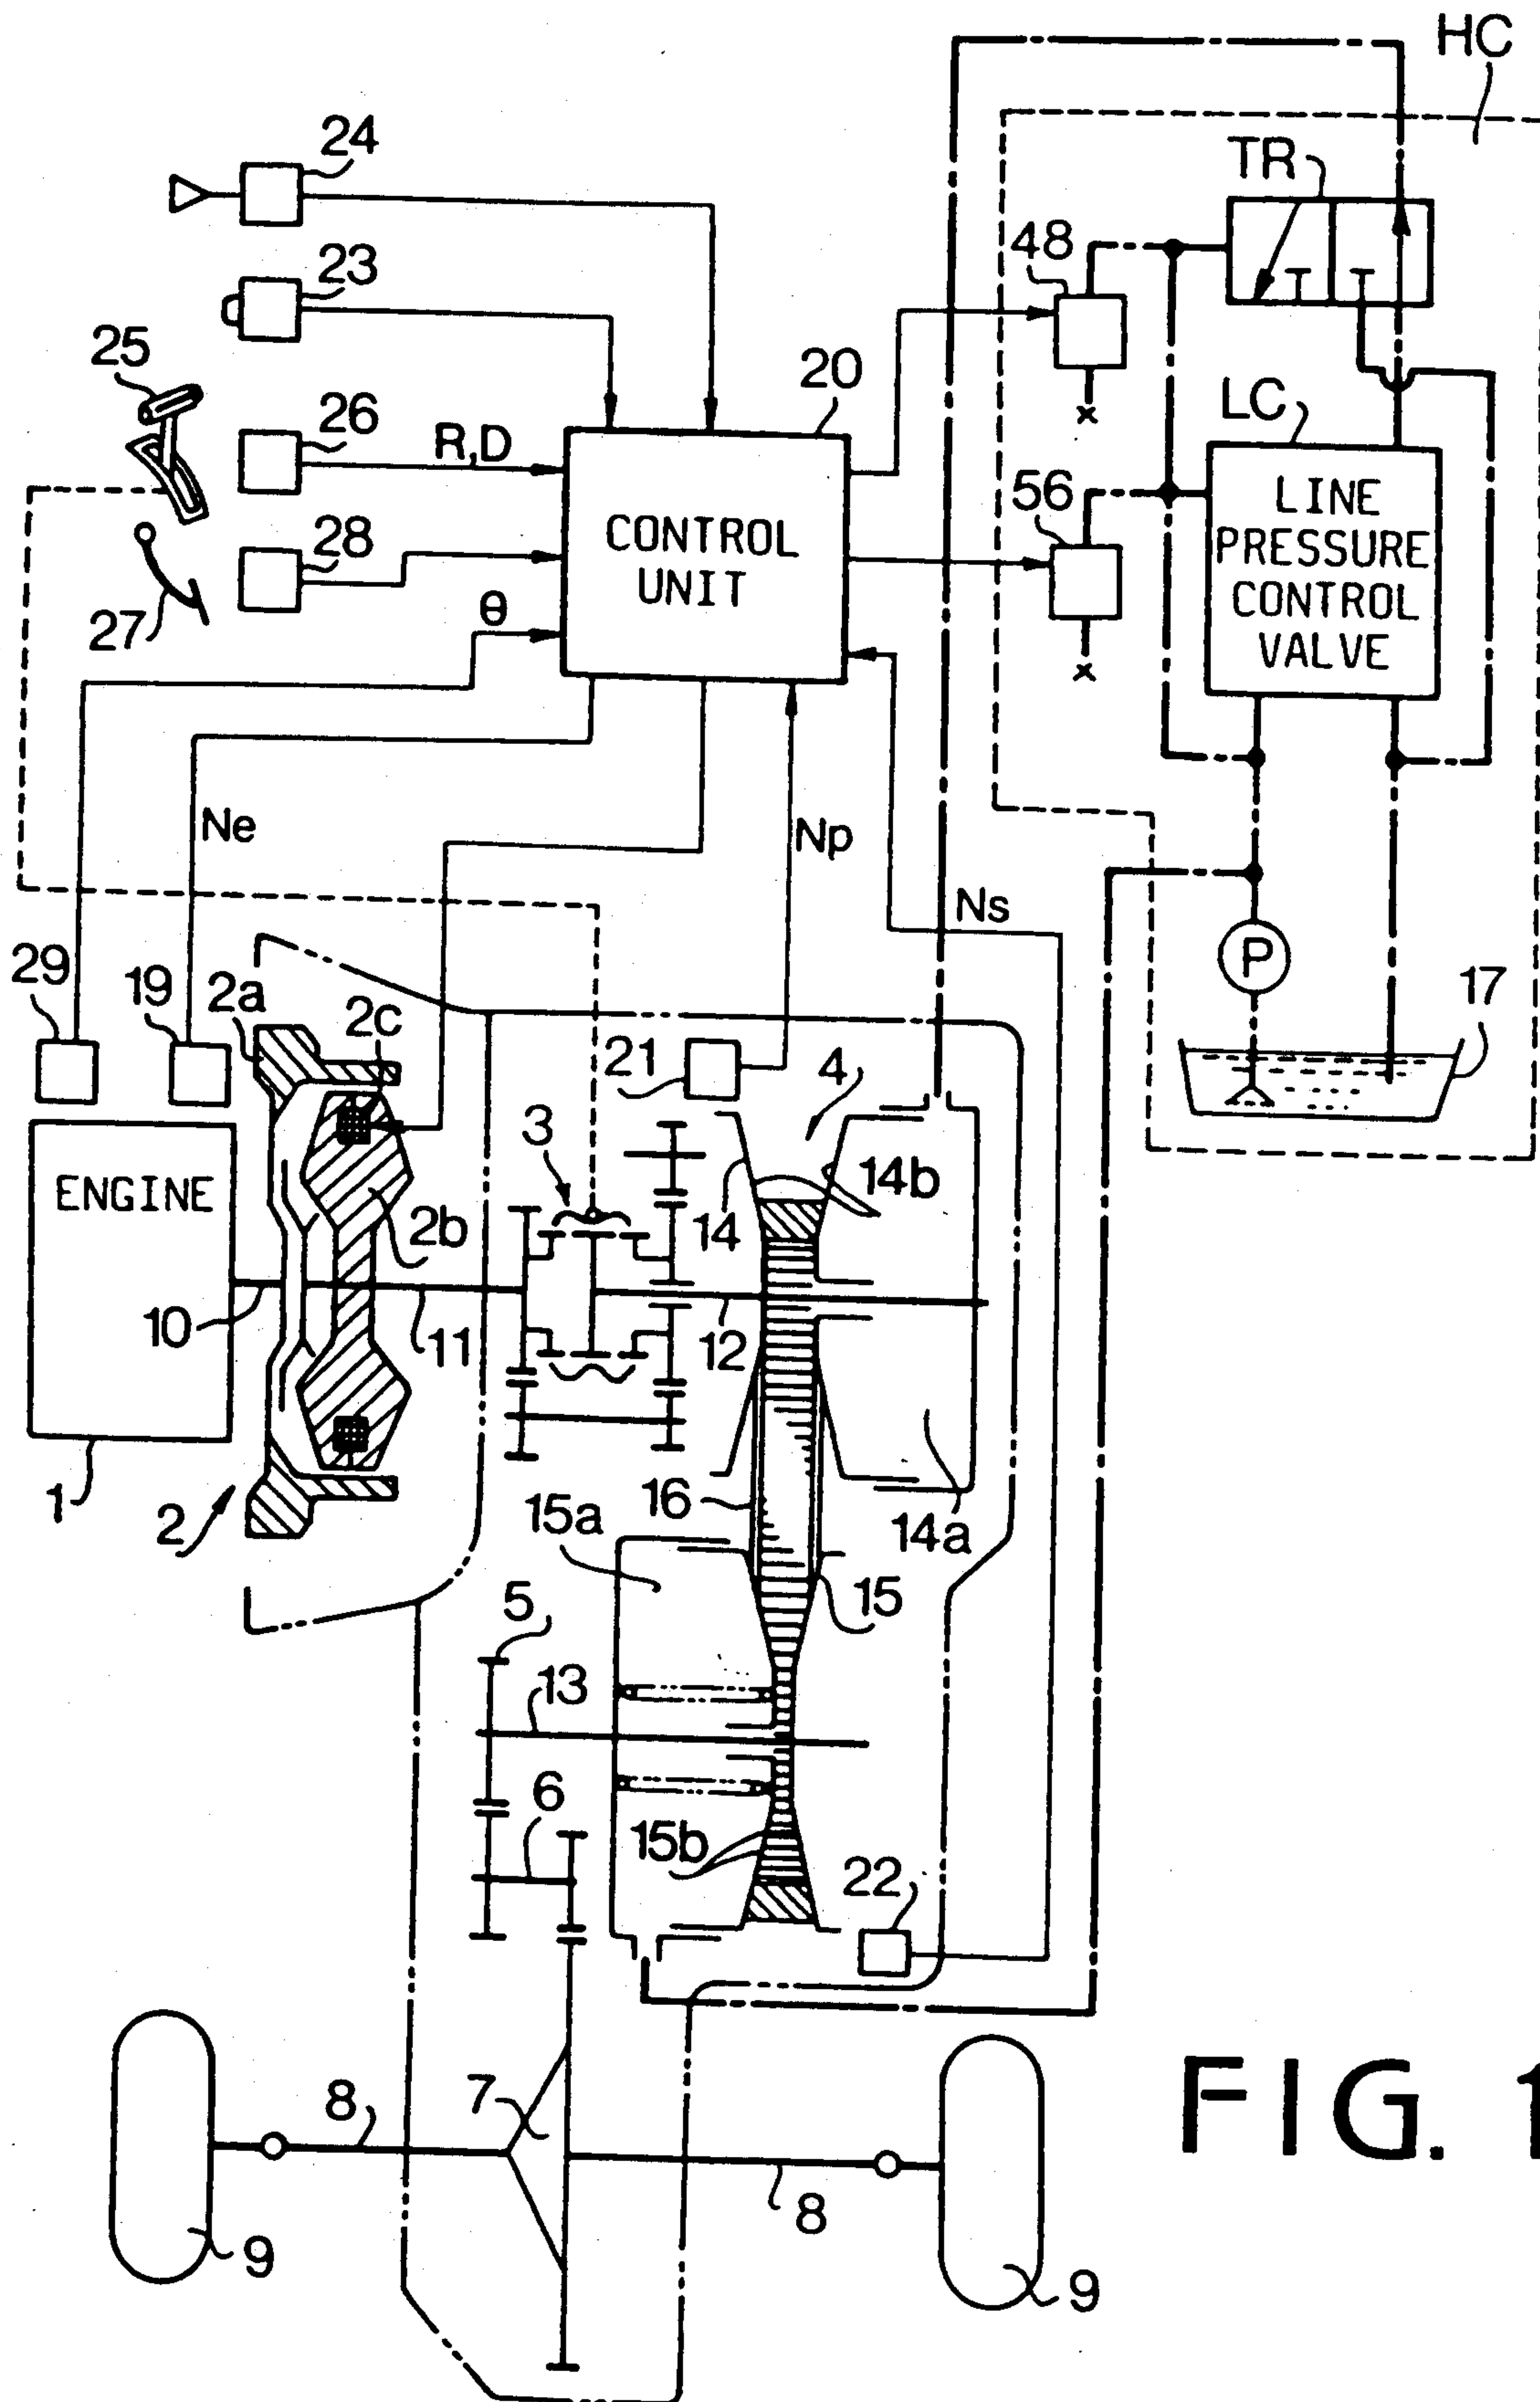 HC
24
TR
23
48
25
20
26
R,D
LC
56
28
CONTROL
UNIT
LINE
PRESSURE
CONTROL
VALVE
27
θ
x
x
Ne
Np
Ns
29
19
2a
2c
P
17
21
4
3
ENGINE
14b
14
2b
10
11
12
1
2
16
15a
14a
15
5
13
6
15b
22
7
8
8
9
9
FIG. 1